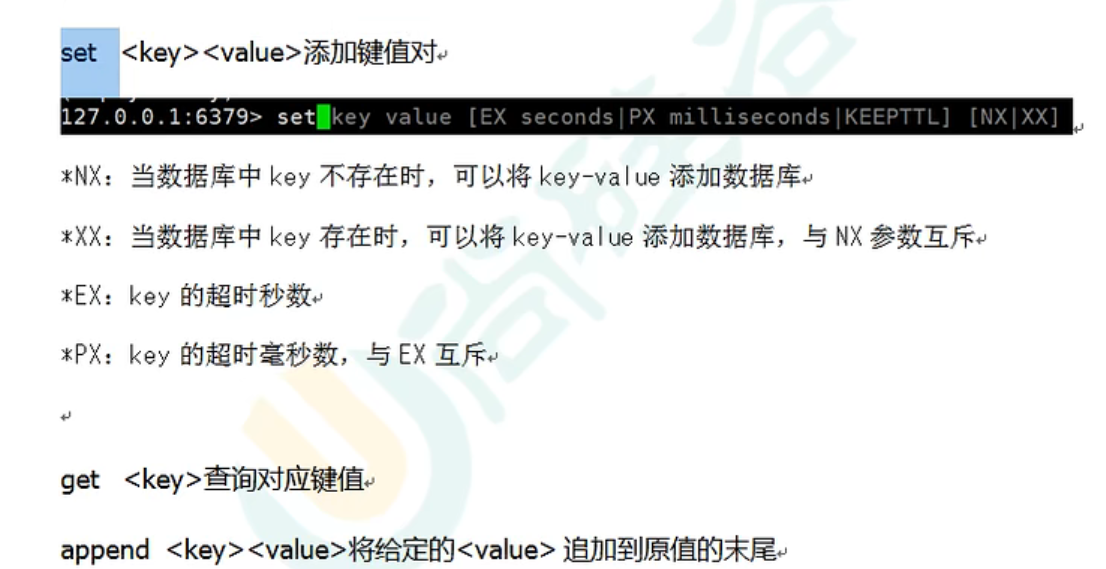 set <key><value>添加键值对
127.0.0.1:6379> set key value [EX seconds|PX milliseconds|KEEPTTL] [NX|XX]
*NX：当数据库中 key 不存在时，可以将 key-value 添加数据库
*XX：当数据库中 key 存在时，可以将 key-value 添加数据库，与 NX 参数互斥
*EX：key 的超时秒数
*PX：key 的超时毫秒数，与 EX 互斥
get <key>查询对应键值
append <key><value>将给定的<value> 追加到原值的末尾
尚硅谷